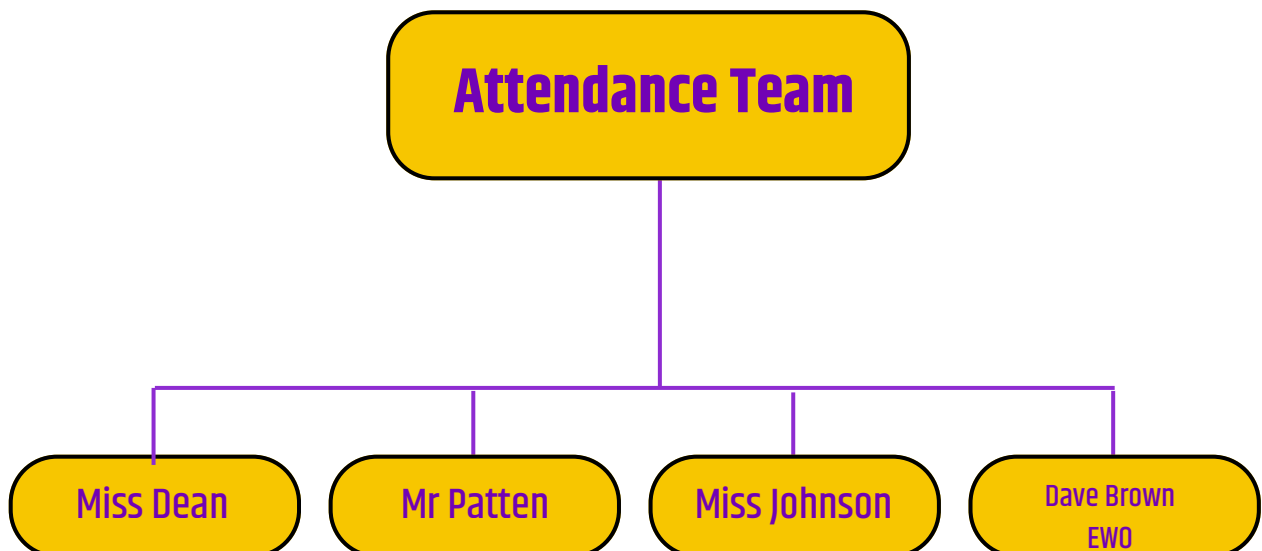 Attendance Team
Miss Dean
Mr Patten
Miss Johnson
Dave Brown
EWO